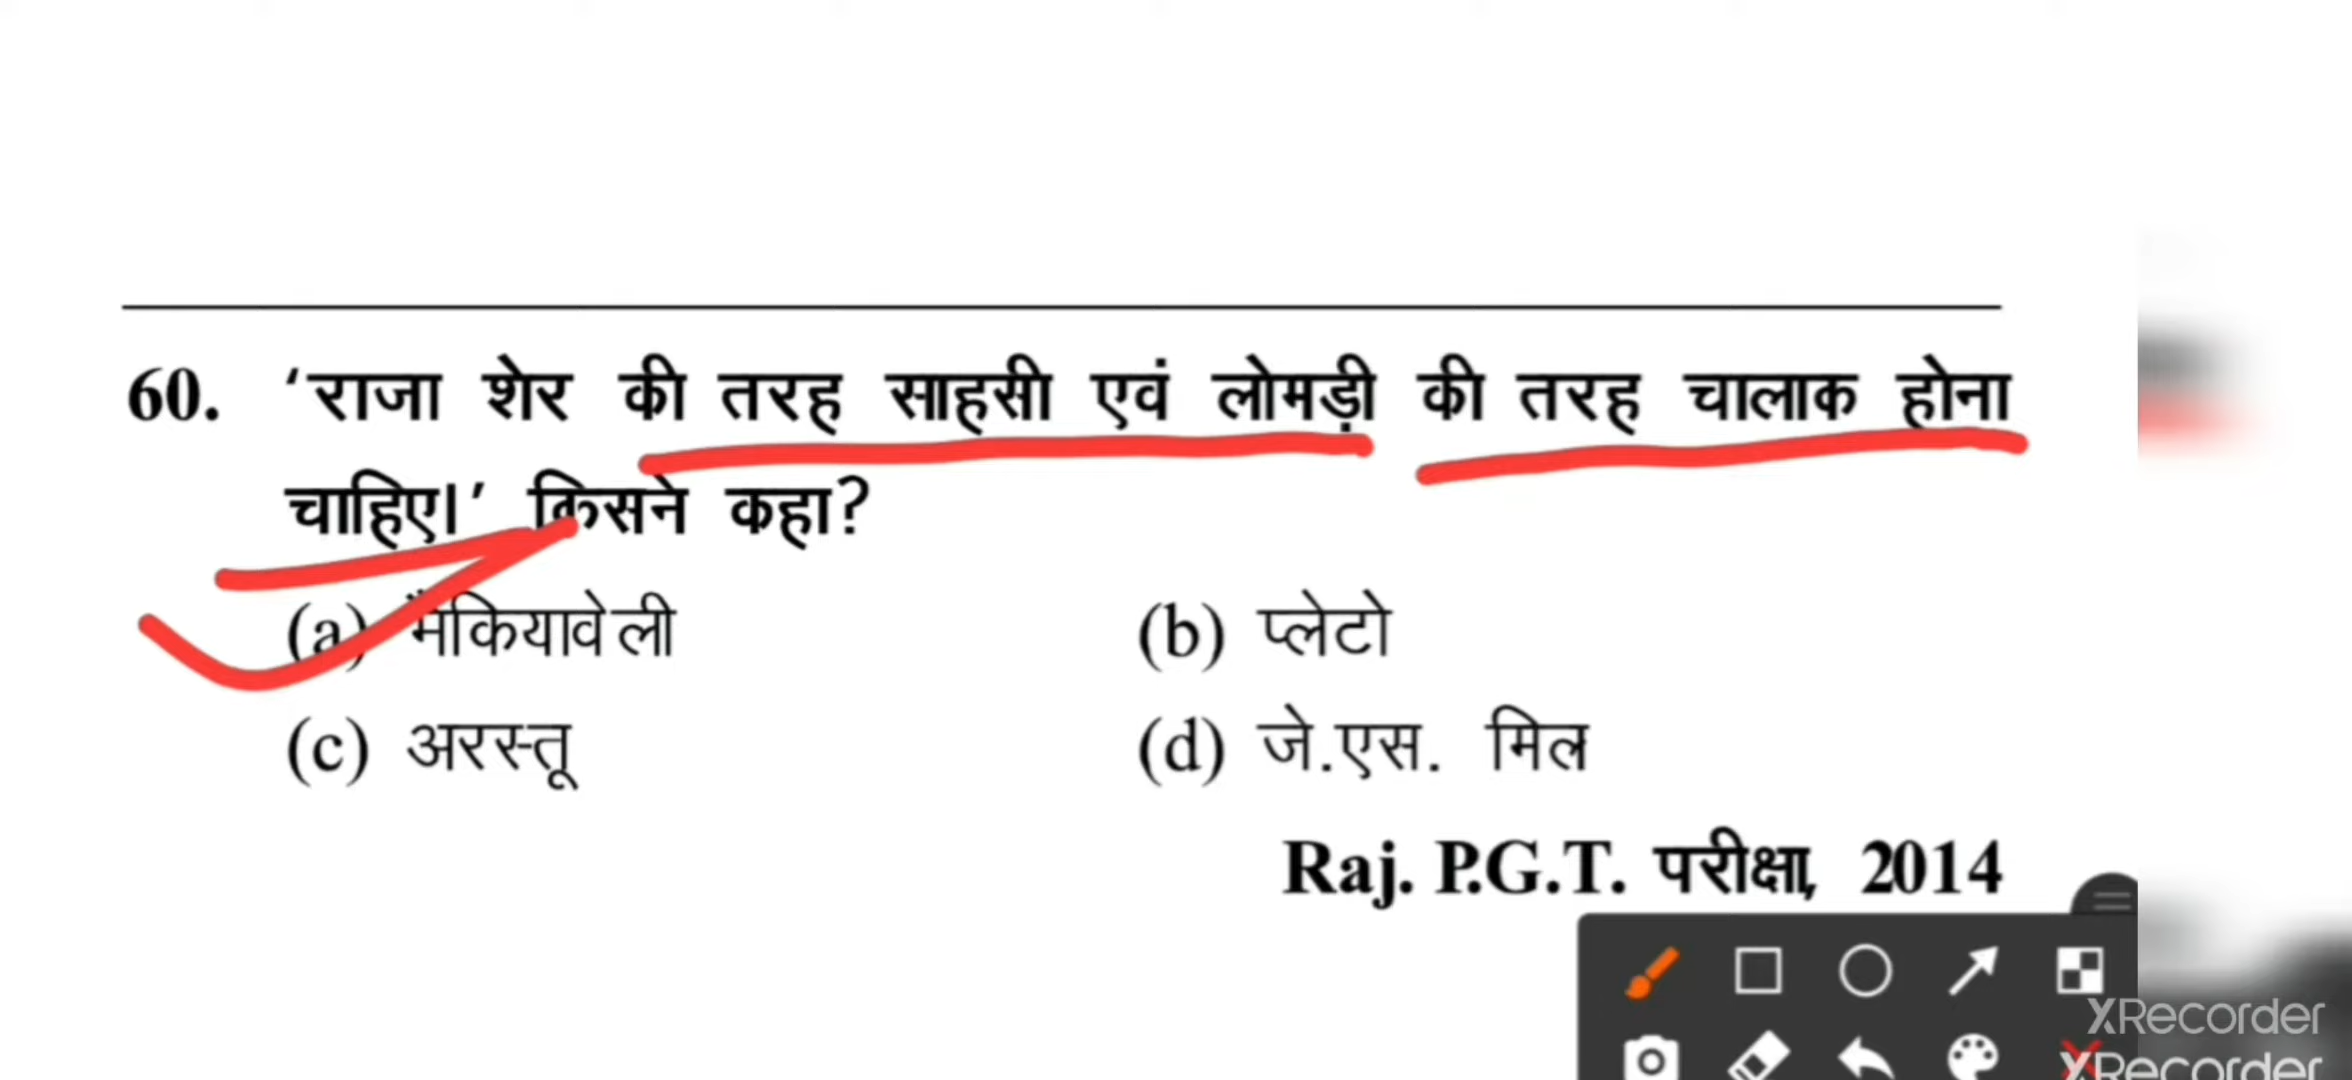 60. ‘राजा शेर की तरह साहसी एवं लोमड़ी की तरह चालाक होना
चाहिए।’ किसने कहा?
(a) मैकियावेली (b) प्लेटो
(c) अरस्तू (d) जे.एस. मिल
Raj. P.G.T. परीक्षा, 2014
XRecorder
XRecorder